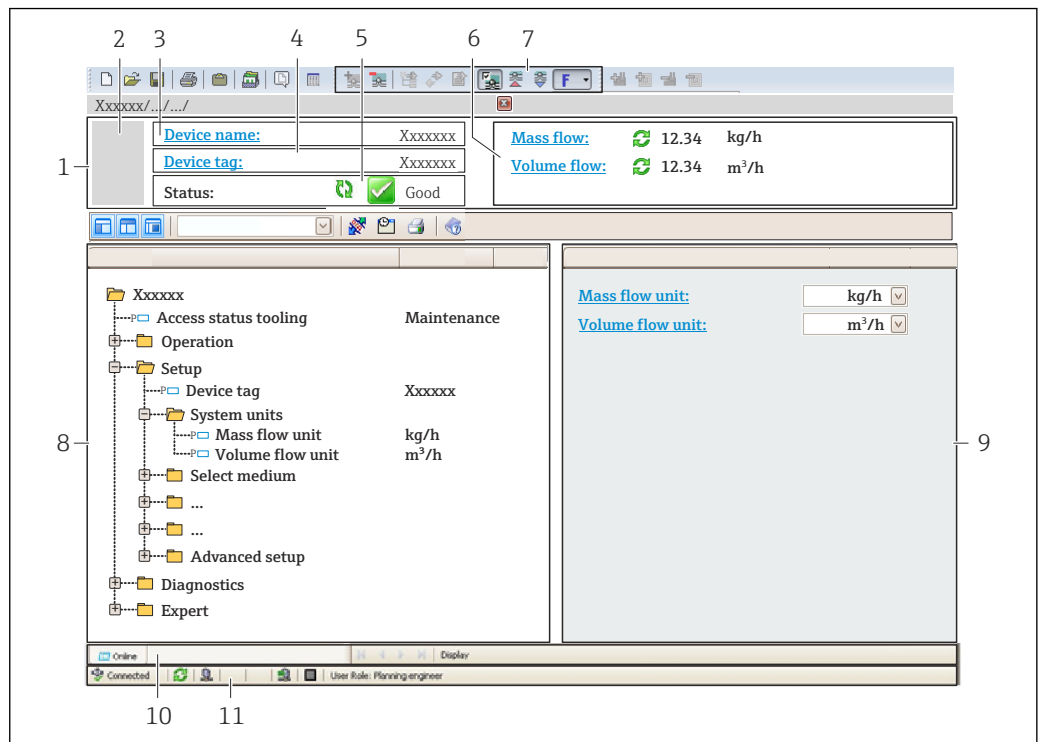 2 3 4 5 6 7
F
Xxxxxx/.../.../
1
Device name: Xxxxxxx
Device tag: Xxxxxxx
Status: Good
Mass flow: 12.34 kg/h
Volume flow: 12.34 m³/h
Xxxxxx
P Access status tooling Maintenance
Operation
Setup
P Device tag Xxxxxx
System units
P Mass flow unit kg/h
P Volume flow unit m³/h
Select medium
...
...
Advanced setup
Diagnostics
Expert
8
Mass flow unit: kg/h
Volume flow unit: m³/h
9
Online Display
Connected User Role: Planning engineer
10 11